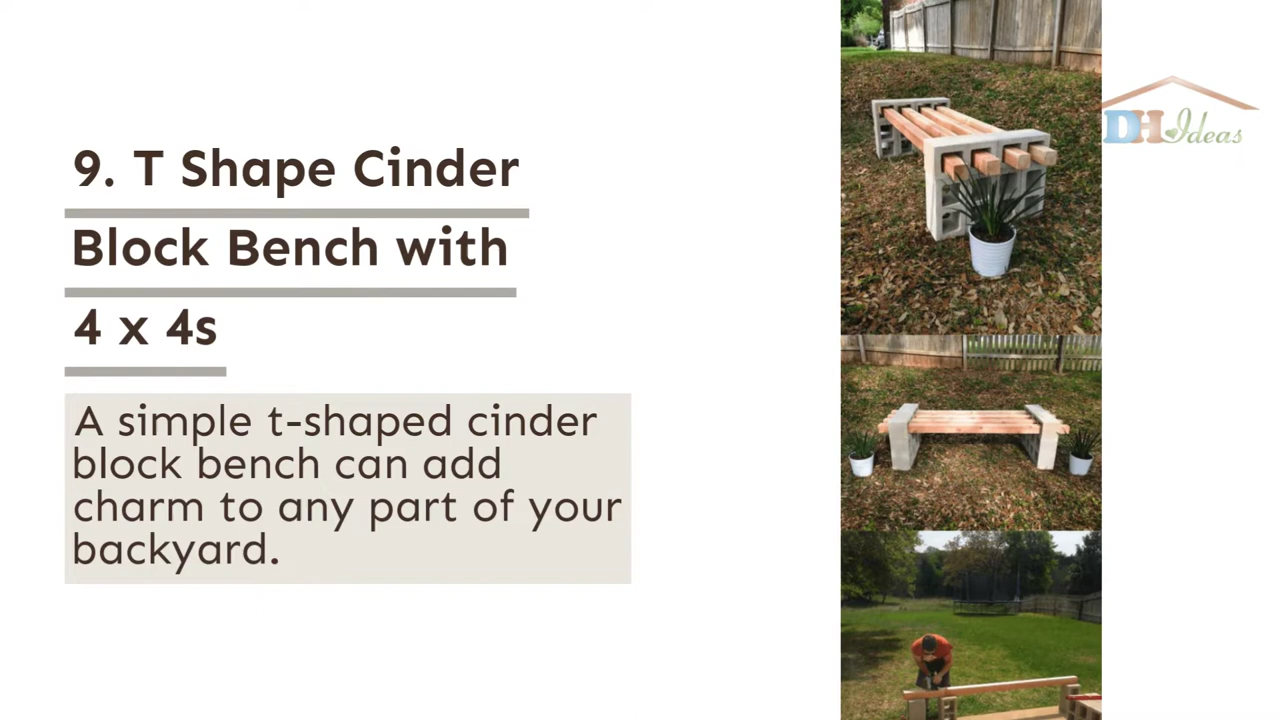 9. T Shape Cinder
Block Bench with
4 x 4s
A simple t-shaped cinder
block bench can add
charm to any part of your
backyard.
DH Ideas